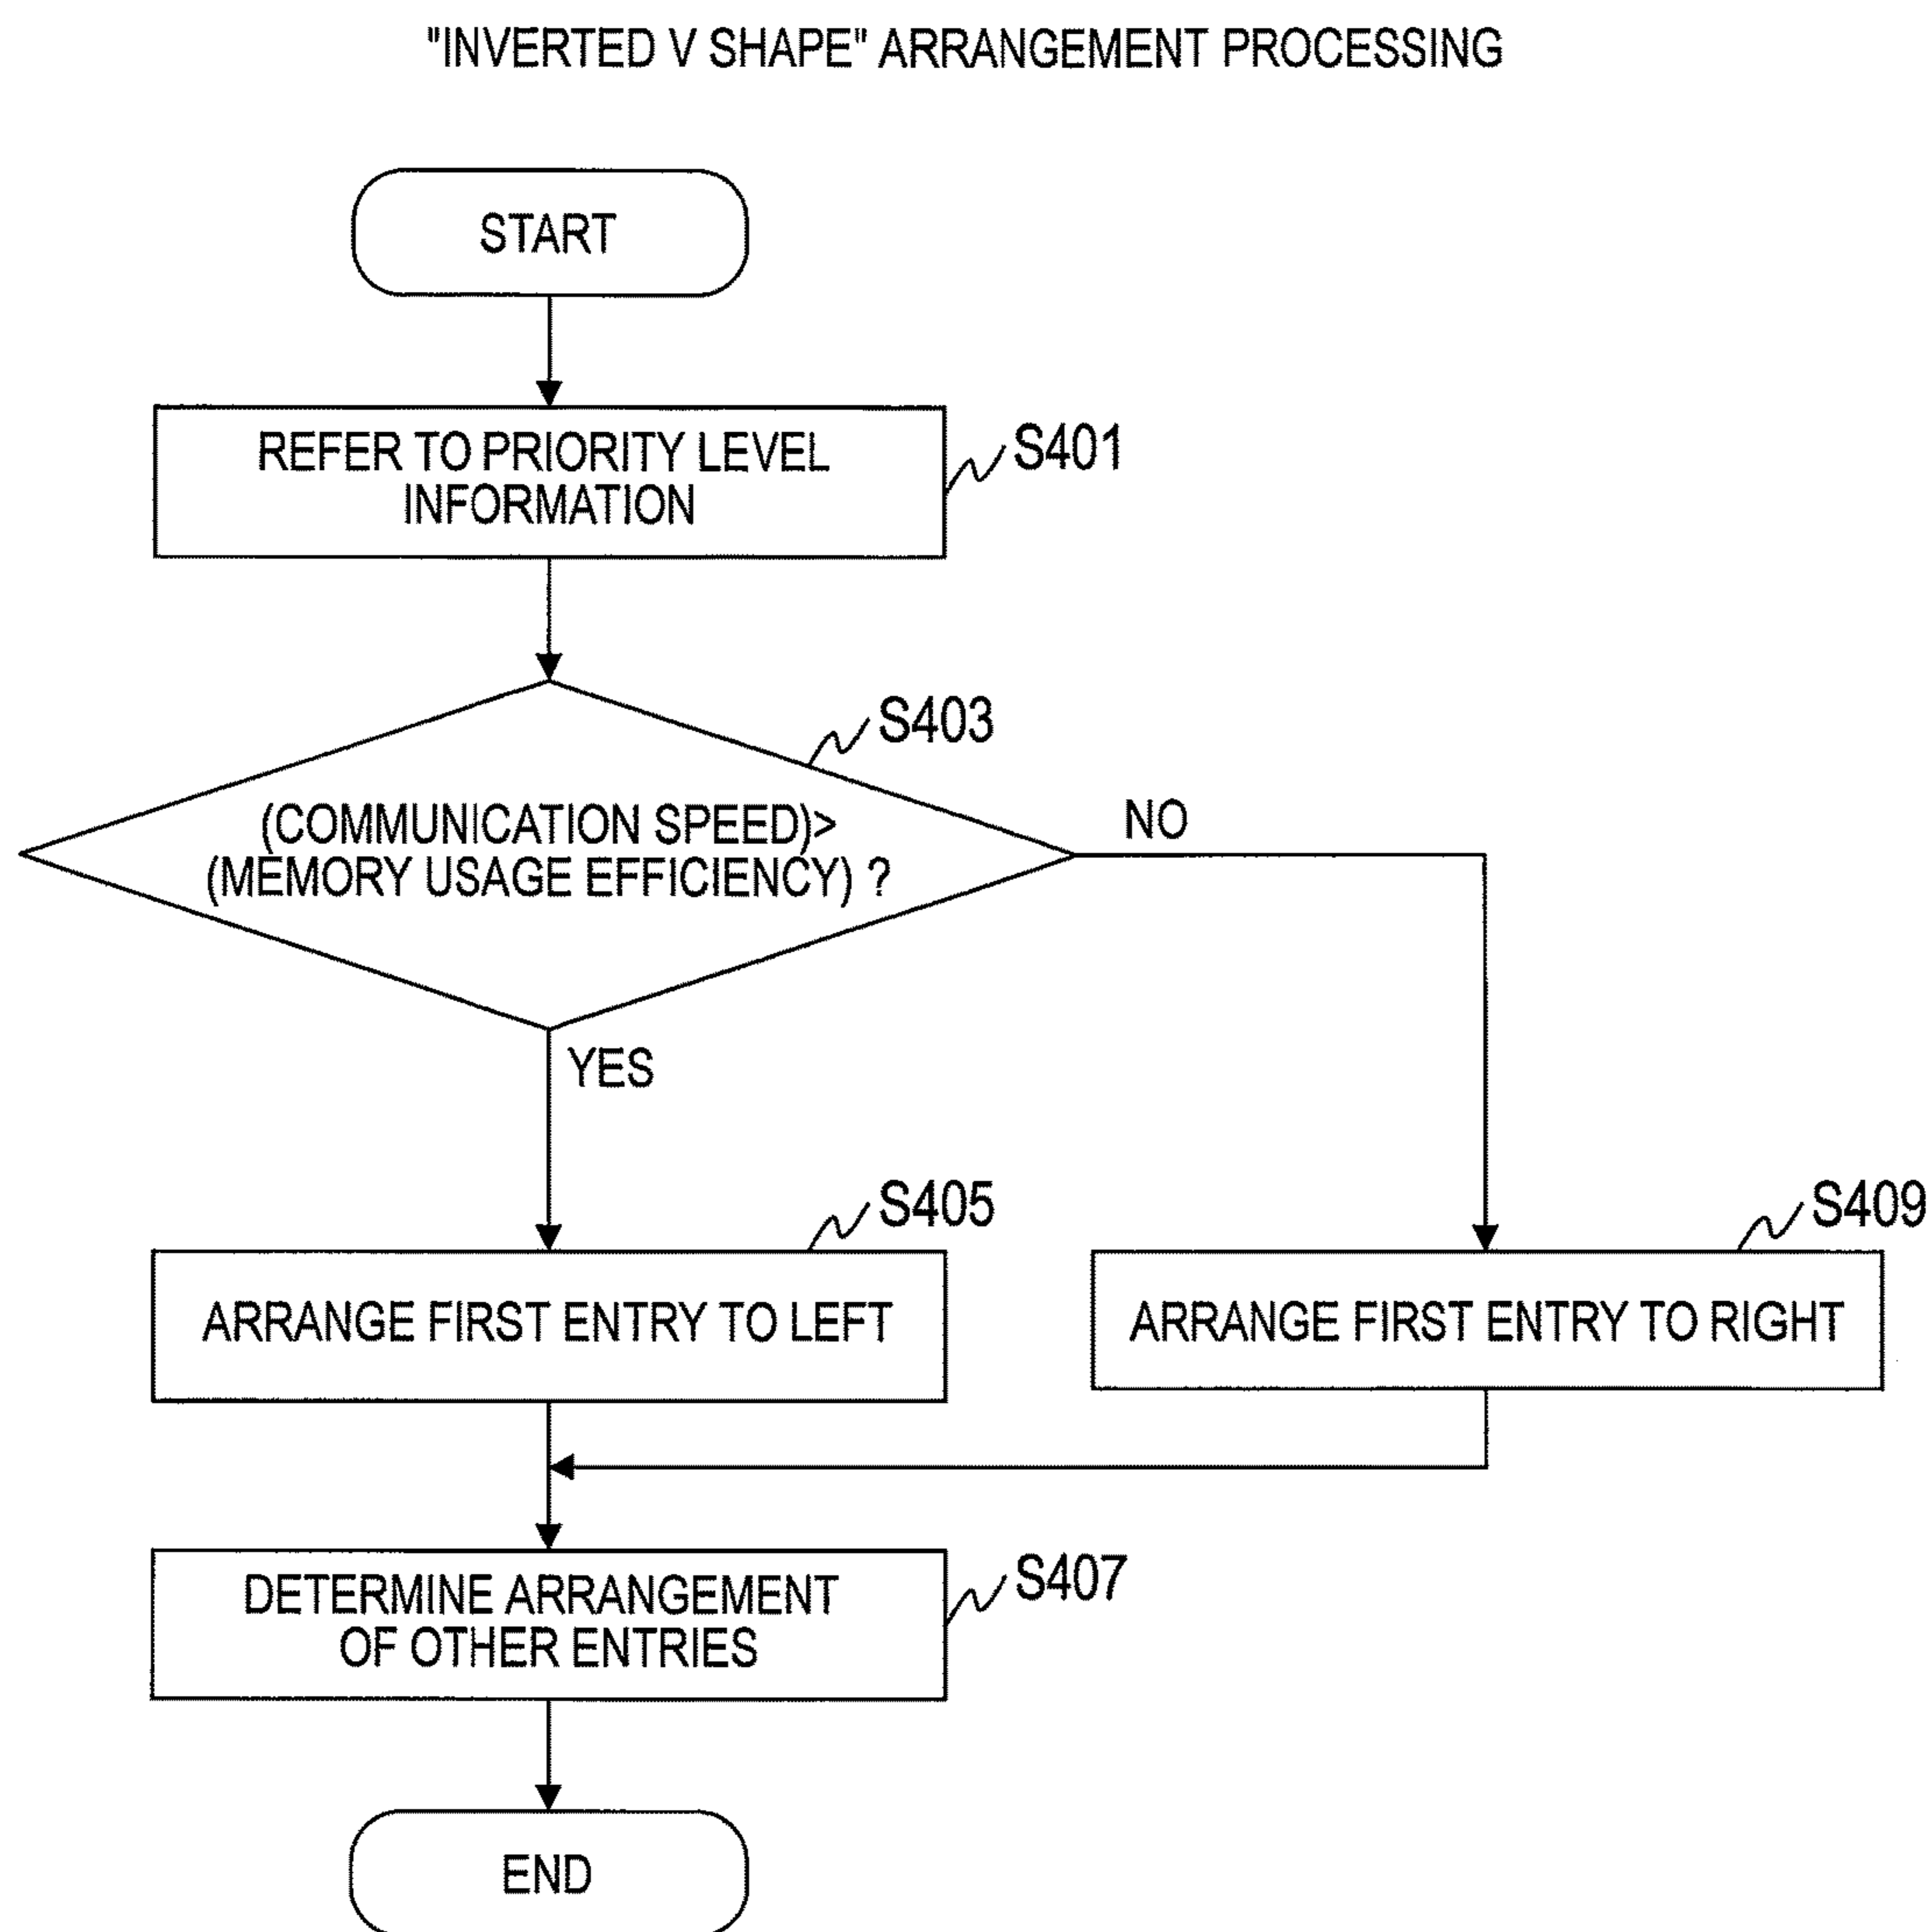 "INVERTED V SHAPE" ARRANGEMENT PROCESSING
START
REFER TO PRIORITY LEVEL
INFORMATION
S401
S403
(COMMUNICATION SPEED)>
(MEMORY USAGE EFFICIENCY) ?
NO
YES
S405
S409
ARRANGE FIRST ENTRY TO LEFT
ARRANGE FIRST ENTRY TO RIGHT
DETERMINE ARRANGEMENT
OF OTHER ENTRIES
S407
END